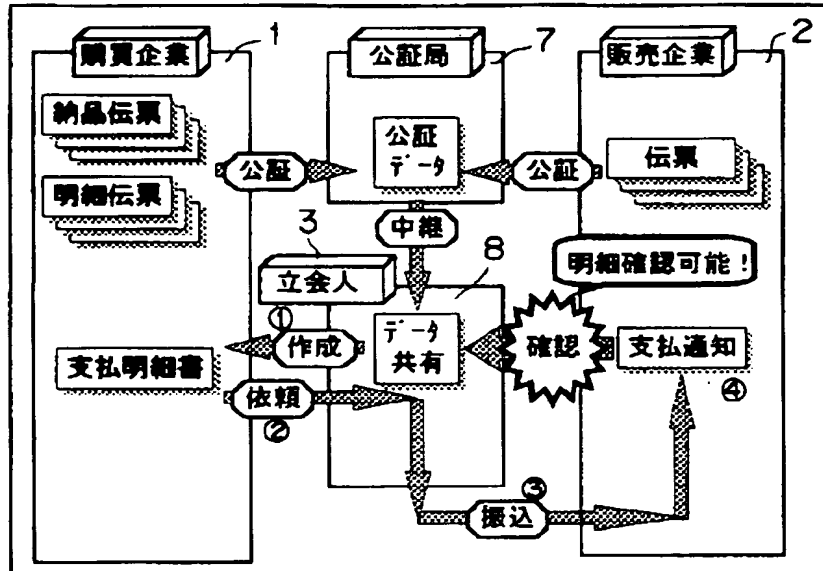 購買企業
1
公証局
7
販売企業
2
納品伝票
明細伝票
公証
公証
データ
公証
伝票
中継
3
立会人
8
明細確認可能!
①
作成
データ
共有
確認
支払通知
④
支払明細書
依頼
②
③
振込